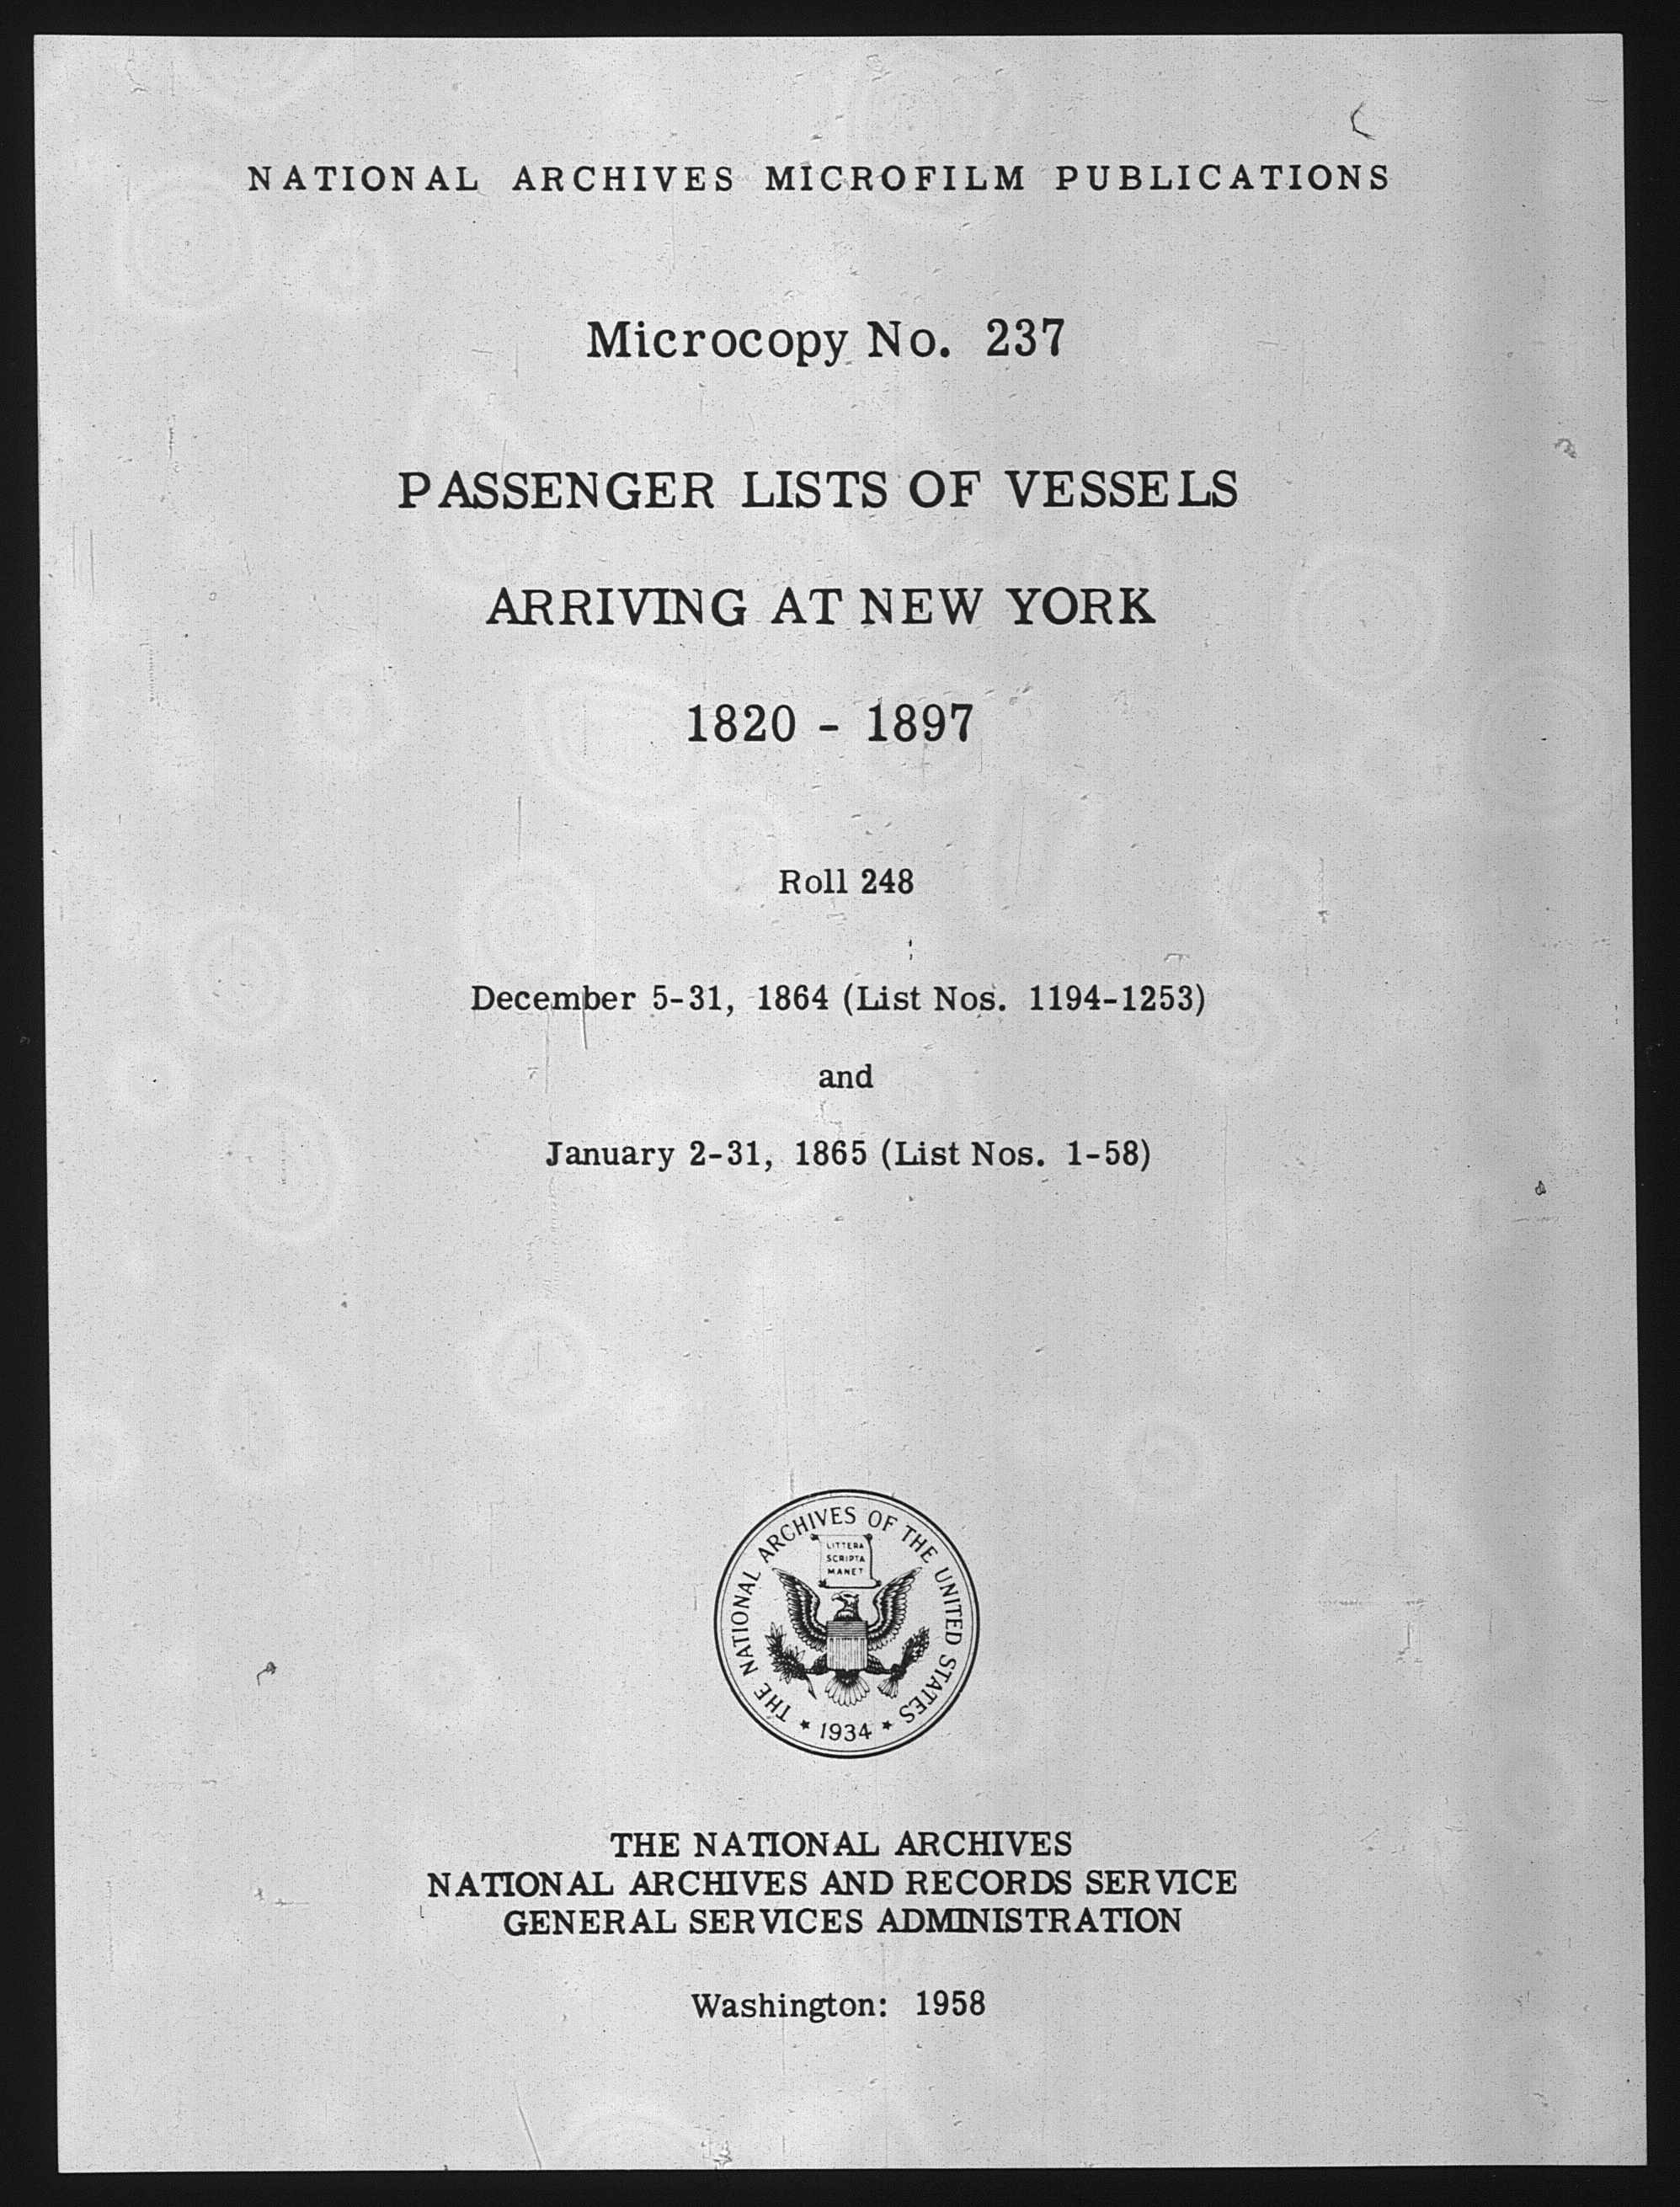 NATIONAL ARCHIVES MICROFILM PUBLICATIONS
Microcopy No. 237
PASSENGER LISTS OF VESSELS
ARRIVING AT NEW YORK
1820 - 1897
Roll 248
December 5-31, 1864 (List Nos. 1194-1253)
and
January 2-31, 1865 (List Nos. 1-58)
THE NATIONAL ARCHIVES OF THE UNITED STATES
LITTERA
SCRIPTA
MANET
★ 1934 ★
THE NATIONAL ARCHIVES
NATIONAL ARCHIVES AND RECORDS SERVICE
GENERAL SERVICES ADMINISTRATION
Washington: 1958